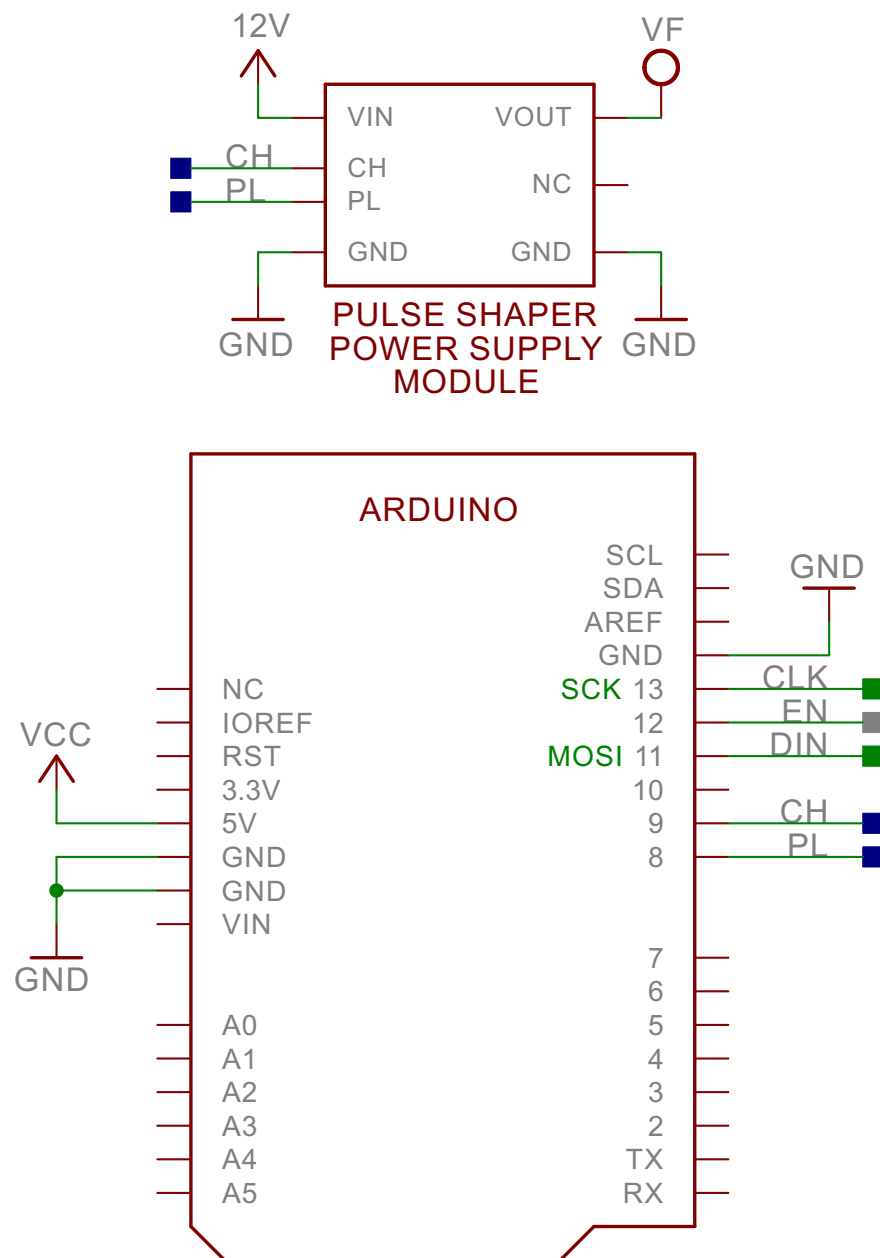 12V
VF
VIN
VOUT
CH
CH
NC
PL
PL
GND
GND
GND
GND
PULSE SHAPER
POWER SUPPLY
MODULE
ARDUINO
SCL
SDA
AREF
GND
GND
NC
SCK 13
CLK
IOREF
12
EN
VCC
RST
MOSI 11
DIN
3.3V
10
5V
9
CH
GND
8
PL
GND
VIN
GND
7
6
A0
5
A1
4
A2
3
A3
2
A4
TX
A5
RX